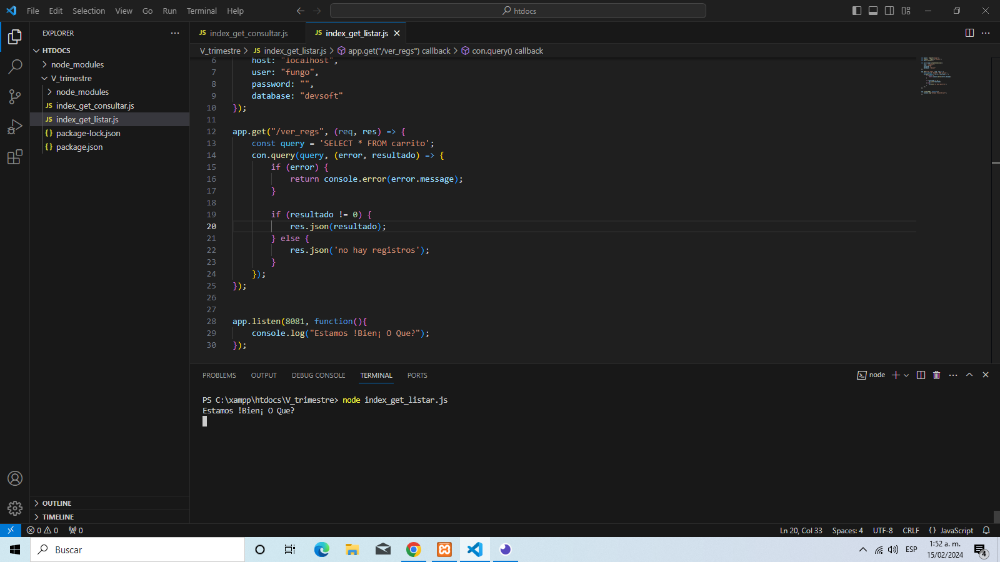 File Edit Selection View Go Run Terminal Help
htdocs
EXPLORER
HTDOCS
node_modules
V_trimestre
node_modules
JS index_get_consultar.js
JS index_get_listar.js
{} package-lock.json
{} package.json
OUTLINE
TIMELINE
JS index_get_consultar.js
JS index_get_listar.js
V_trimestre > JS index_get_listar.js > app.get("/ver_regs") callback > con.query() callback
6 host: "localhost",
7 user: "fungo",
8 password: "",
9 database: "devsoft"
10 });
11
12 app.get("/ver_regs", (req, res) => {
13 const query = 'SELECT * FROM carrito';
14 con.query(query, (error, resultado) => {
15 if (error) {
16 return console.error(error.message);
17 }
18
19 if (resultado != 0) {
20 res.json(resultado);
21 } else {
22 res.json('no hay registros');
23 }
24 });
25 });
26
27
28 app.listen(8081, function(){
29 console.log("Estamos !Bien¡ O Que?");
30 });
PROBLEMS OUTPUT DEBUG CONSOLE TERMINAL PORTS
node
PS C:\xampp\htdocs\V_trimestre> node index_get_listar.js
Estamos !Bien¡ O Que?
0 0 0
Ln 20, Col 33 Spaces: 4 UTF-8 CRLF {} JavaScript
Buscar
ESP
1:52 a. m.
15/02/2024
4